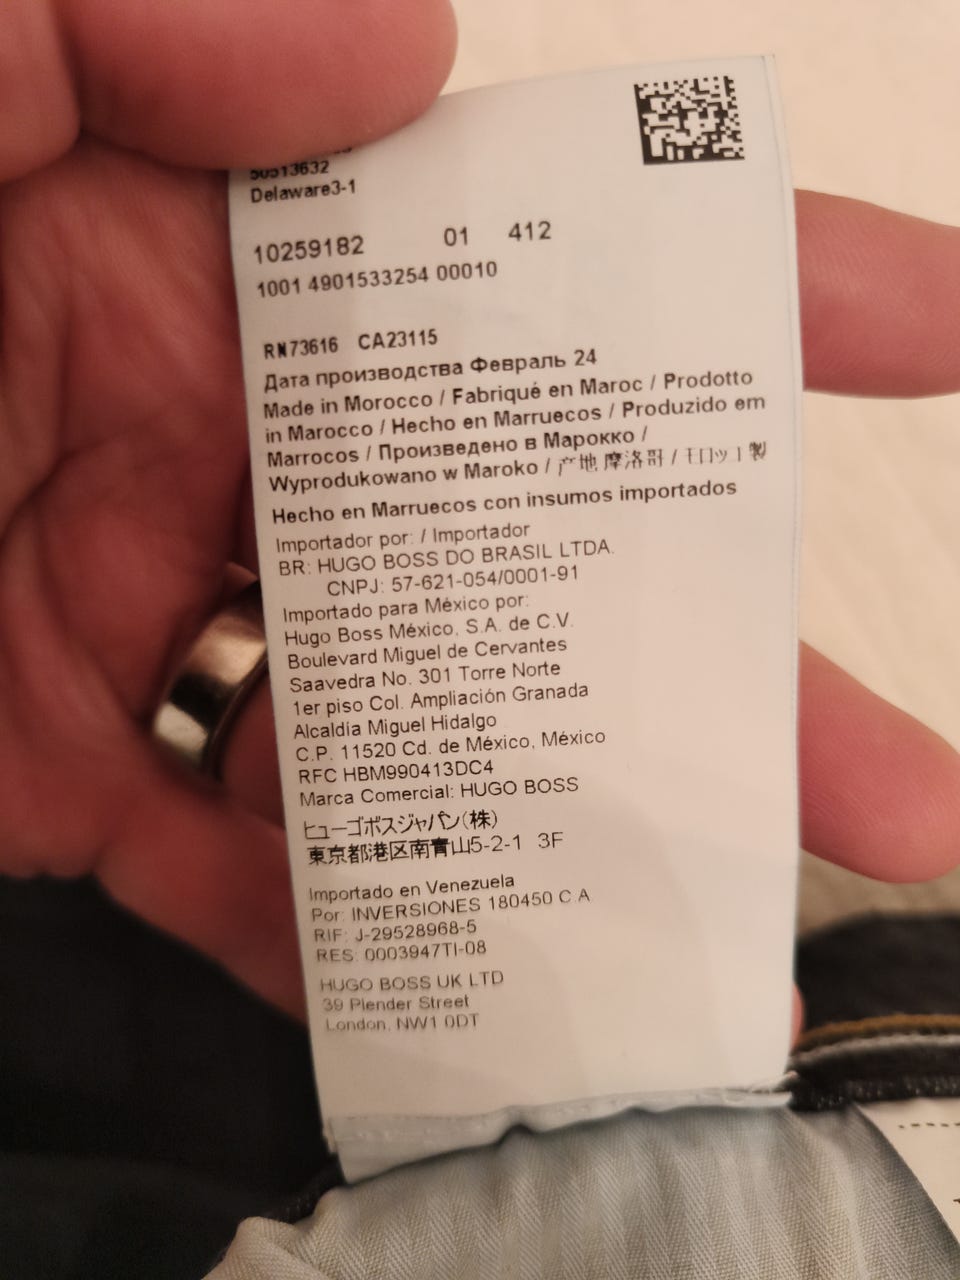 50513632
Delaware3-1
10259182 01 412
1001 4901533254 00010
RN73616 CA23115
Дата производства Февраль 24
Made in Morocco / Fabriqué en Maroc / Prodotto
in Marocco / Hecho en Marruecos / Produzido em
Marrocos / Произведено в Марокко /
Wyprodukowano w Maroko / 产地 摩洛哥 / モロッコ製
Hecho en Marruecos con insumos importados
Importador por: / Importador
BR: HUGO BOSS DO BRASIL LTDA.
CNPJ: 57-621-054/0001-91
Importado para México por:
Hugo Boss México, S.A. de C.V.
Boulevard Miguel de Cervantes
Saavedra No. 301 Torre Norte
1er piso Col. Ampliación Granada
Alcaldía Miguel Hidalgo
C.P. 11520 Cd. de México, México
RFC HBM990413DC4
Marca Comercial: HUGO BOSS
ヒューゴボスジャパン(株)
東京都港区南青山5-2-1 3F
Importado en Venezuela
Por: INVERSIONES 180450 C.A
RIF: J-29528968-5
RES: 0003947TI-08
HUGO BOSS UK LTD
39 Plender Street
London, NW1 0DT